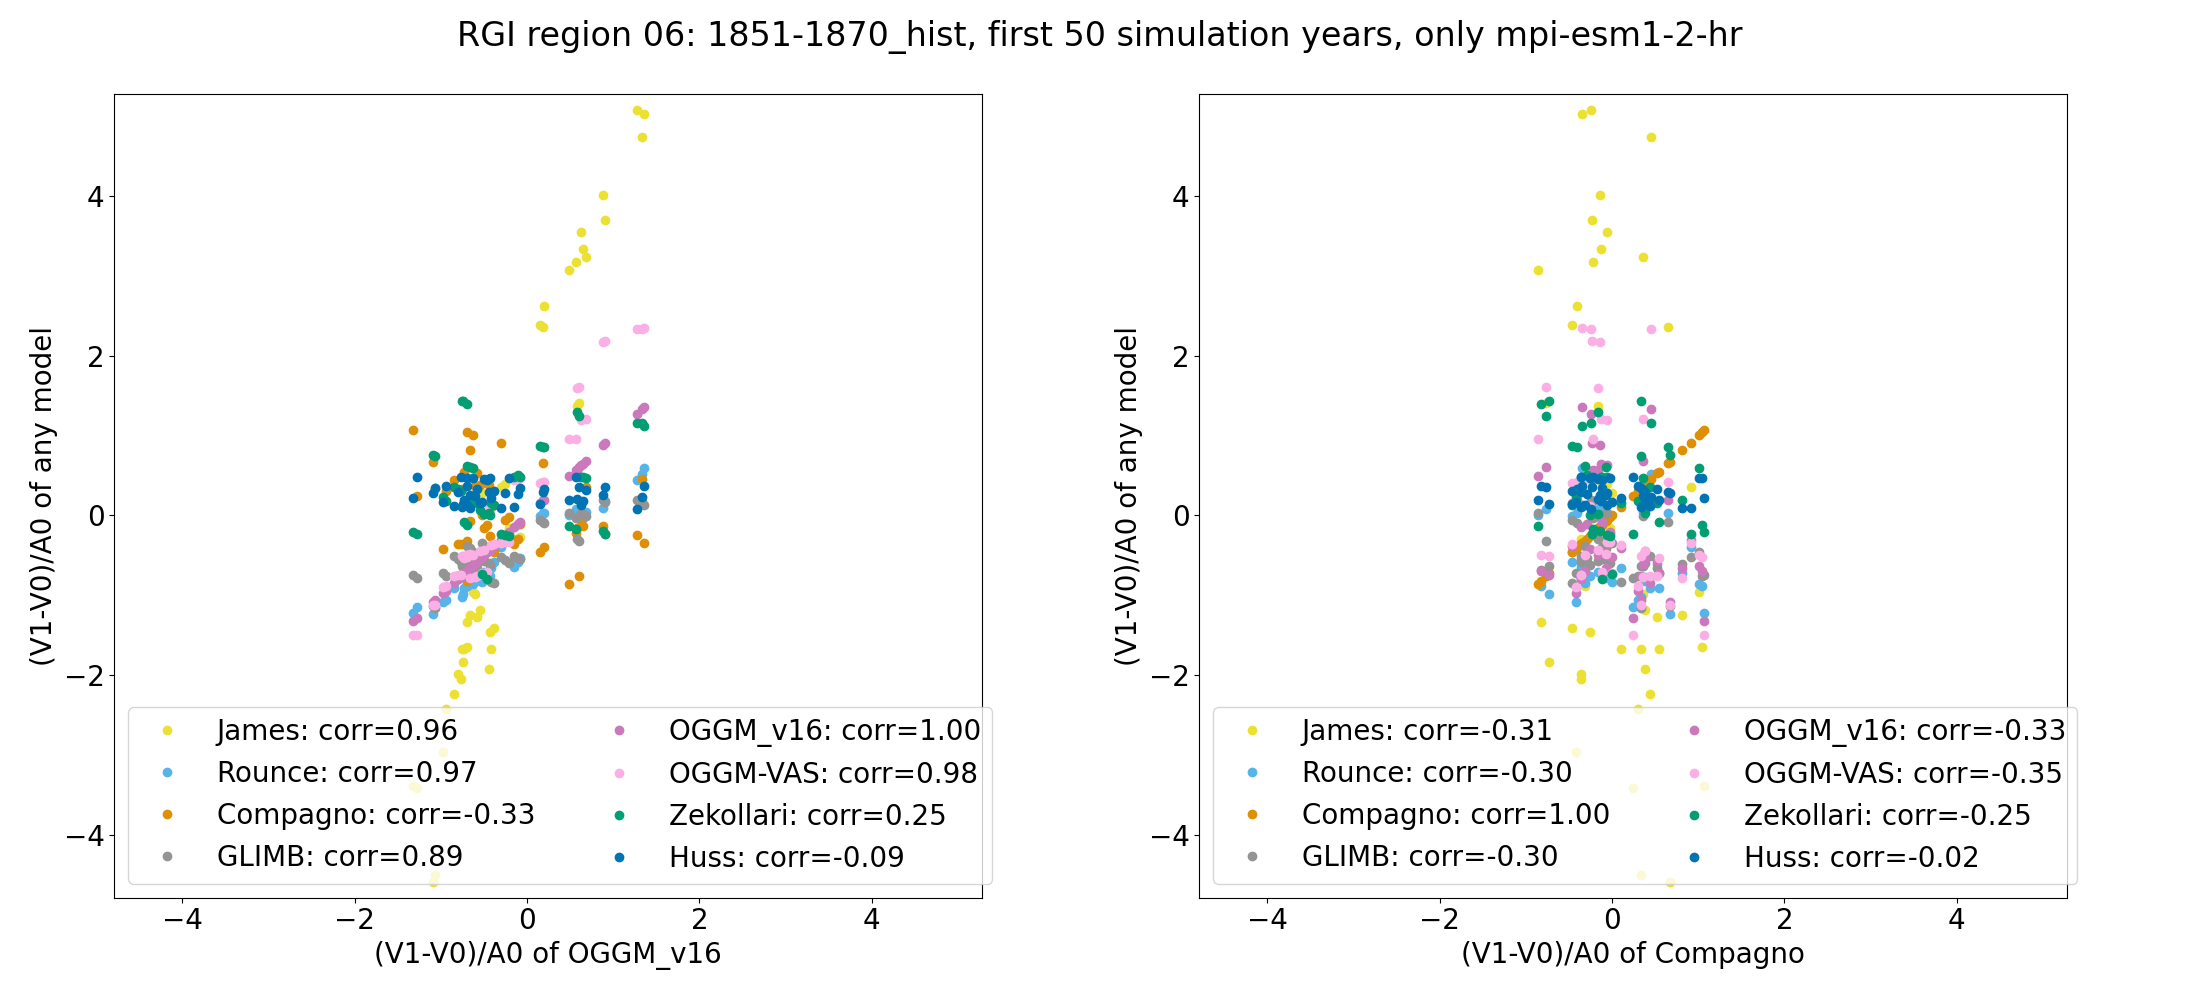 RGI region 06: 1851-1870_hist, first 50 simulation years, only mpi-esm1-2-hr
(V1-V0)/A0 of any model
4
2
0
−2
−4
James: corr=0.96
Rounce: corr=0.97
Compagno: corr=-0.33
GLIMB: corr=0.89
OGGM_v16: corr=1.00
OGGM-VAS: corr=0.98
Zekollari: corr=0.25
Huss: corr=-0.09
−4 −2 0 2 4
(V1-V0)/A0 of OGGM_v16
(V1-V0)/A0 of any model
4
2
0
−2
−4
James: corr=-0.31
Rounce: corr=-0.30
Compagno: corr=1.00
GLIMB: corr=-0.30
OGGM_v16: corr=-0.33
OGGM-VAS: corr=-0.35
Zekollari: corr=-0.25
Huss: corr=-0.02
−4 −2 0 2 4
(V1-V0)/A0 of Compagno